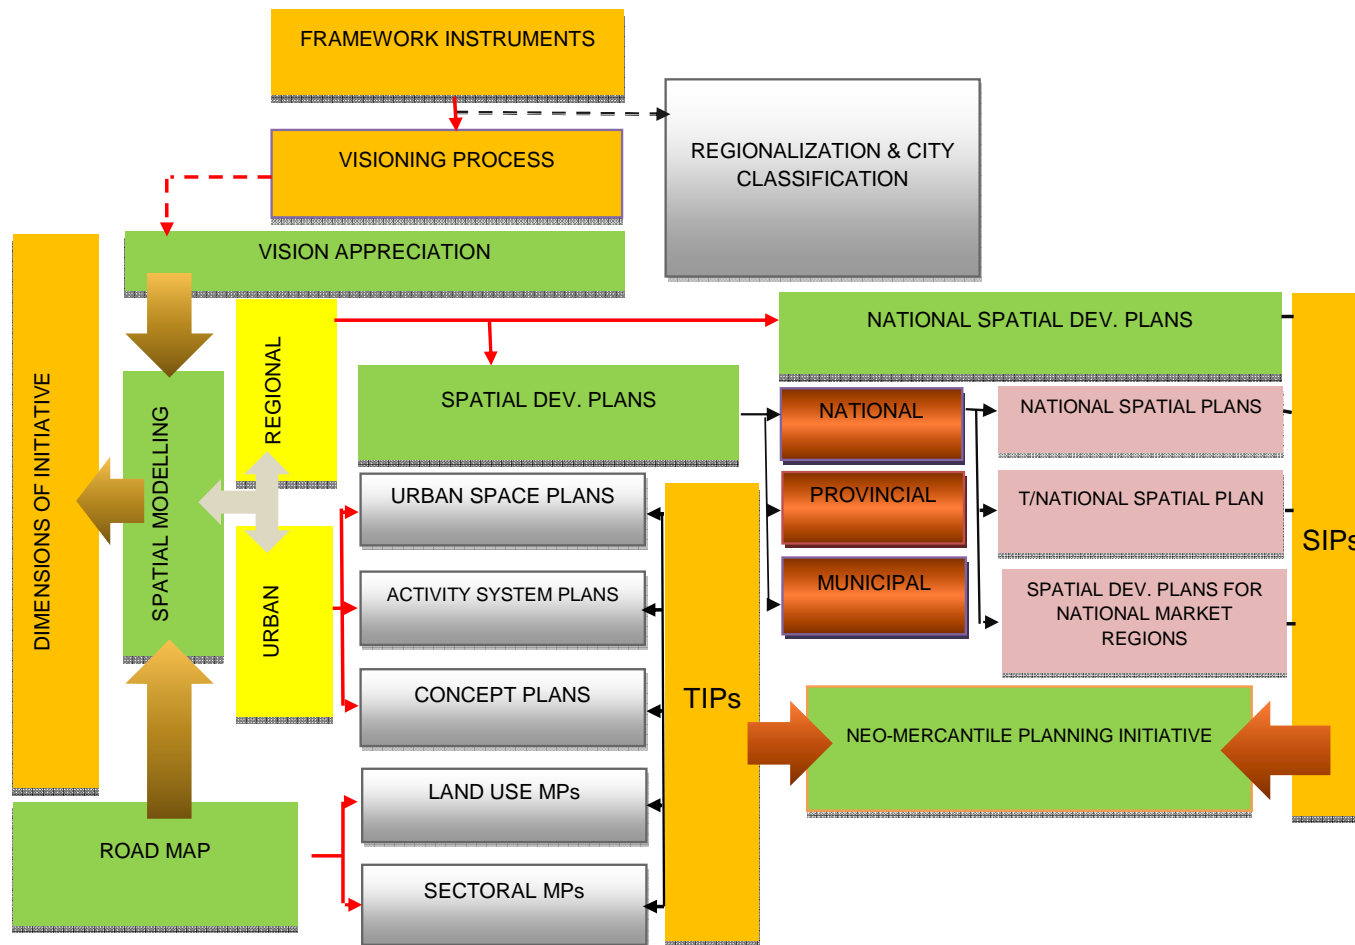 FRAMEWORK INSTRUMENTS
VISIONING PROCESS
REGIONALIZATION & CITY
CLASSIFICATION
VISION APPRECIATION
DIMENSIONS OF INITIATIVE
SPATIAL MODELLING
REGIONAL
URBAN
NATIONAL SPATIAL DEV. PLANS
SPATIAL DEV. PLANS
NATIONAL
PROVINCIAL
MUNICIPAL
NATIONAL SPATIAL PLANS
T/NATIONAL SPATIAL PLAN
SPATIAL DEV. PLANS FOR
NATIONAL MARKET
REGIONS
SIPs
URBAN SPACE PLANS
ACTIVITY SYSTEM PLANS
CONCEPT PLANS
TIPs
NEO-MERCANTILE PLANNING INITIATIVE
LAND USE MPs
ROAD MAP
SECTORAL MPs